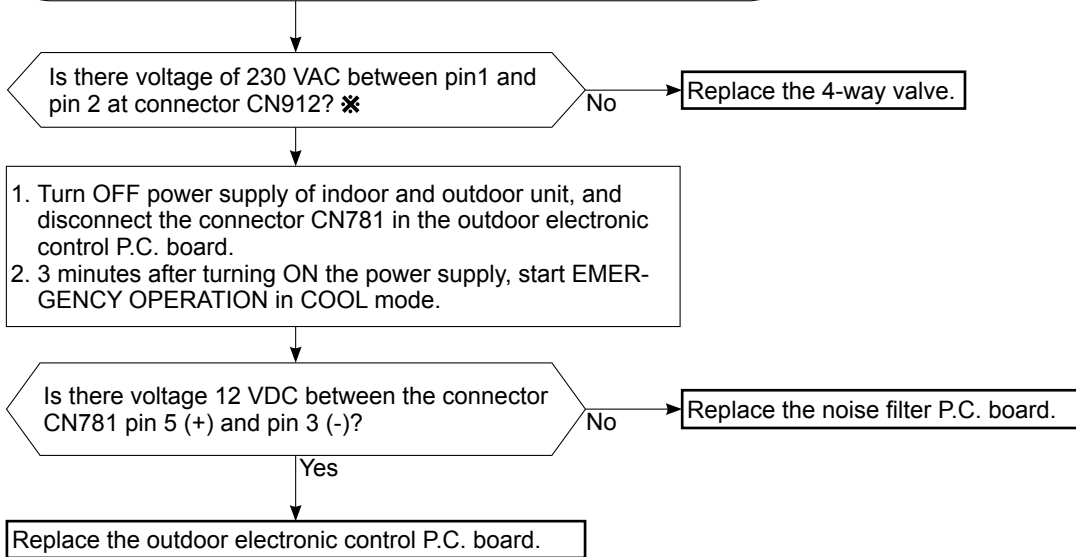 Is there voltage of 230 VAC between pin1 and
pin 2 at connector CN912? ※
No
Replace the 4-way valve.
1. Turn OFF power supply of indoor and outdoor unit, and
disconnect the connector CN781 in the outdoor electronic
control P.C. board.
2. 3 minutes after turning ON the power supply, start EMER-
GENCY OPERATION in COOL mode.
Is there voltage 12 VDC between the connector
CN781 pin 5 (+) and pin 3 (-)?
No
Replace the noise filter P.C. board.
Yes
Replace the outdoor electronic control P.C. board.